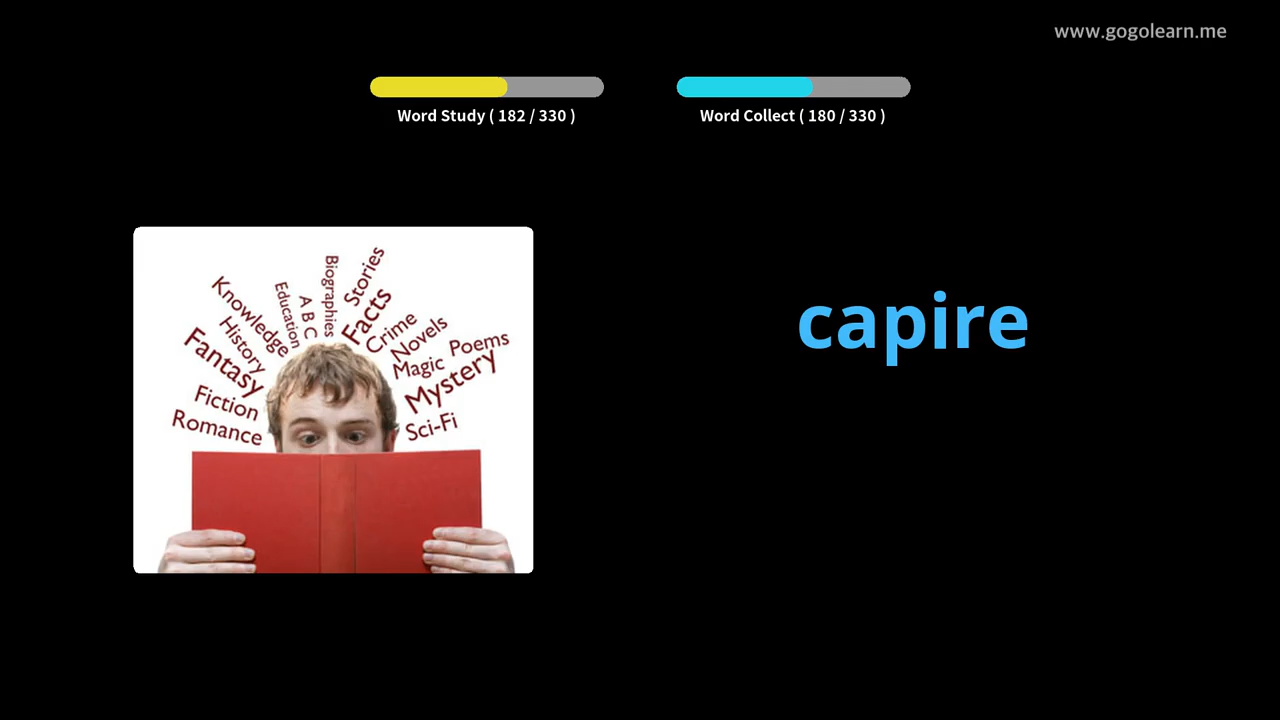 www.gogolearn.me
Word Study ( 182 / 330 )
Word Collect ( 180 / 330 )
capire
Biographies
Stories
Education
A B C
Facts
Knowledge
Crime
History
Novels
Poems
Fantasy
Magic
Mystery
Fiction
Romance
Sci-Fi